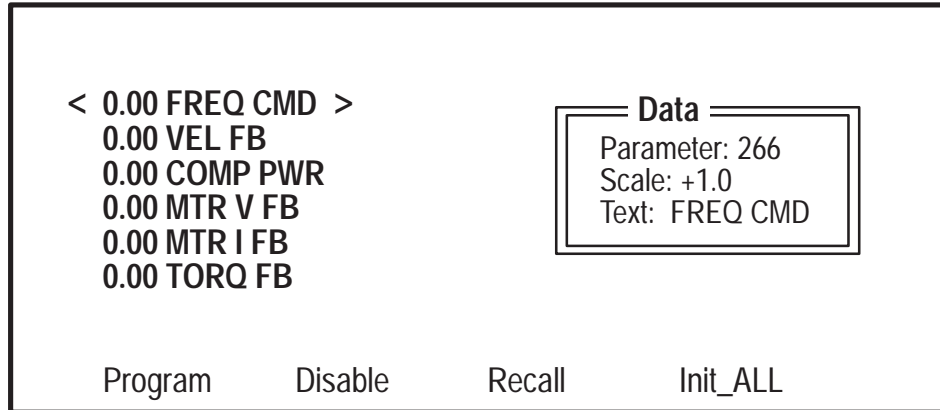 < 0.00 FREQ CMD >
0.00 VEL FB
0.00 COMP PWR
0.00 MTR V FB
0.00 MTR I FB
0.00 TORQ FB
Data
Parameter: 266
Scale: +1.0
Text: FREQ CMD
Program Disable Recall Init_ALL